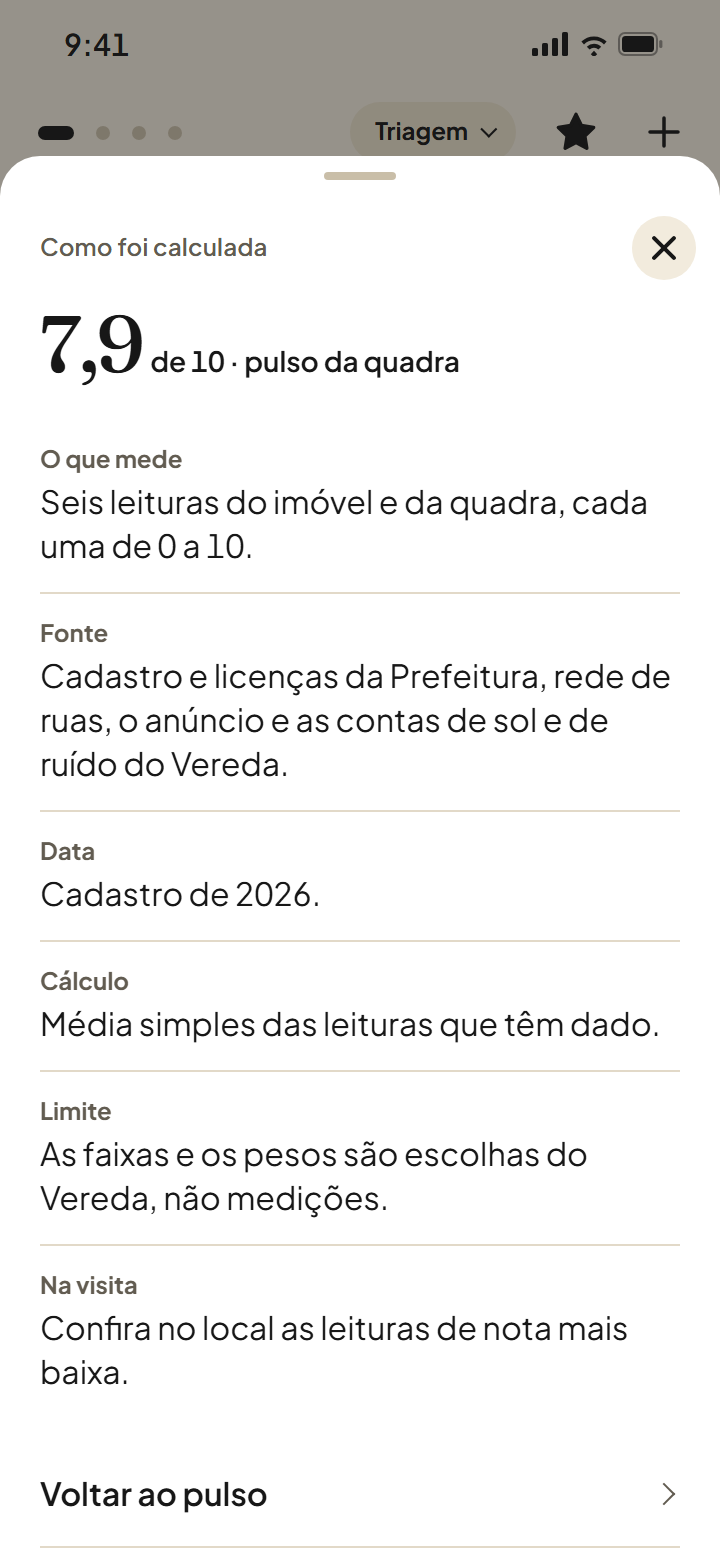 9:41
Triagem
Como foi calculada
7,9 de 10 · pulso da quadra
O que mede
Seis leituras do imóvel e da quadra, cada
uma de 0 a 10.
Fonte
Cadastro e licenças da Prefeitura, rede de
ruas, o anúncio e as contas de sol e de
ruído do Vereda.
Data
Cadastro de 2026.
Cálculo
Média simples das leituras que têm dado.
Limite
As faixas e os pesos são escolhas do
Vereda, não medições.
Na visita
Confira no local as leituras de nota mais
baixa.
Voltar ao pulso